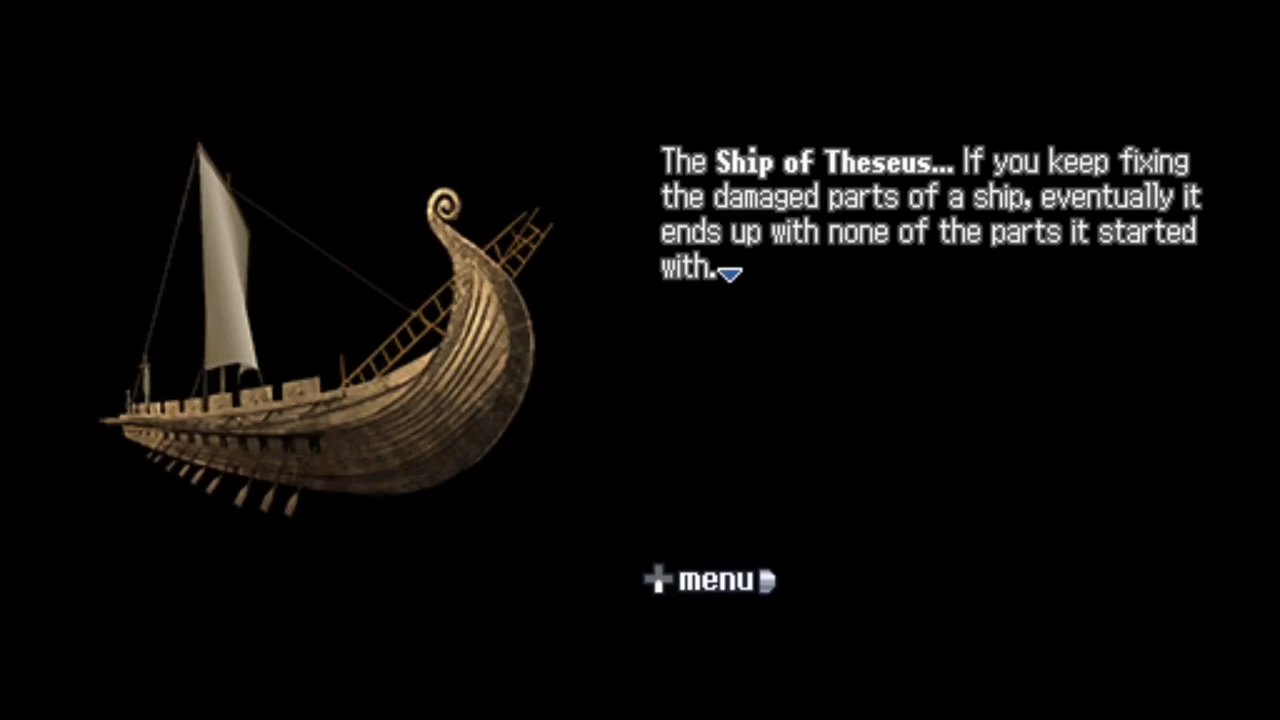 The Ship of Theseus... If you keep fixing
the damaged parts of a ship, eventually it
ends up with none of the parts it started
with.
menu